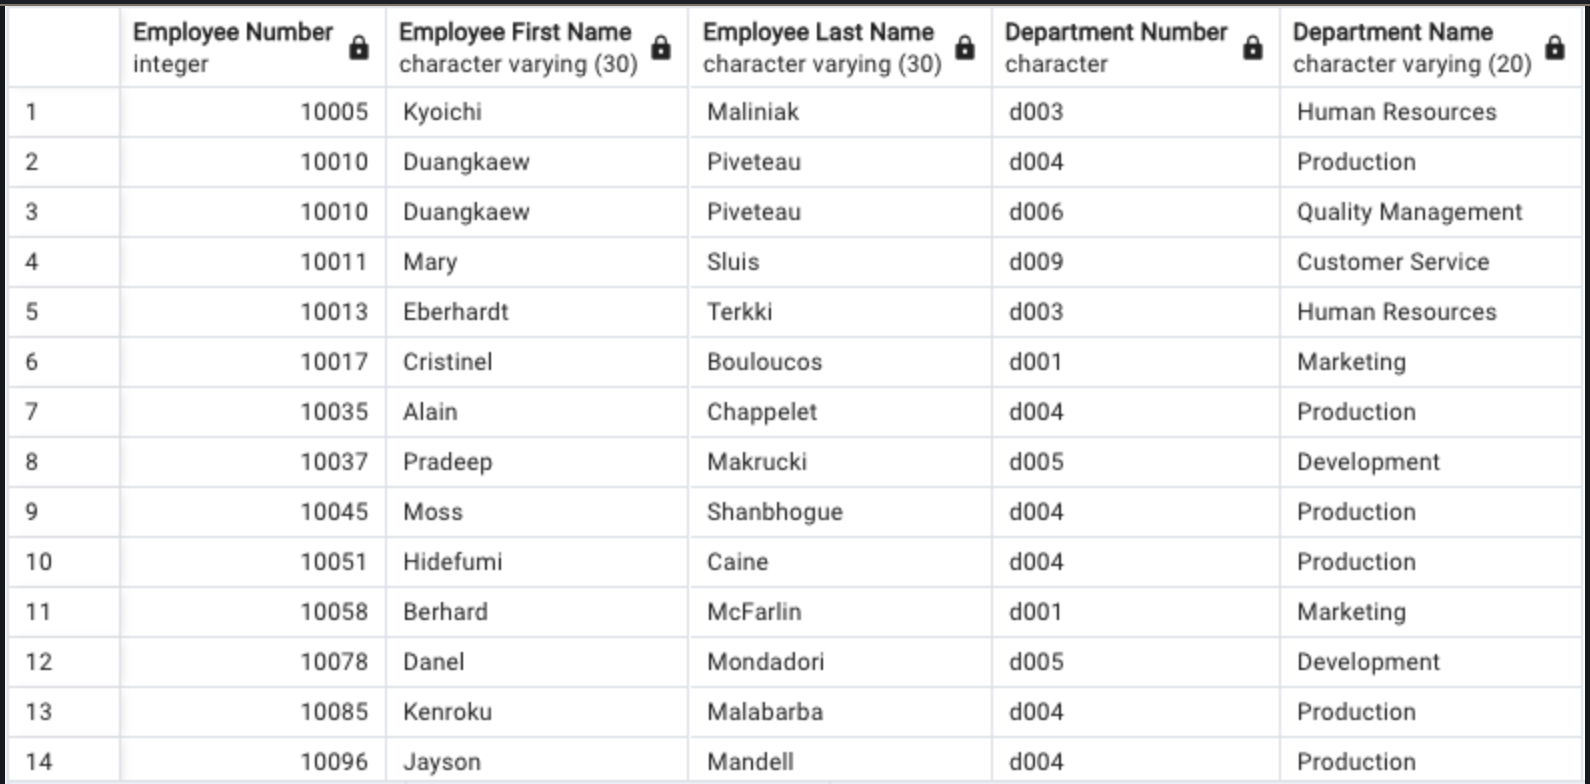 Employee Number Employee First Name Employee Last Name Department Number Department Name
integer character varying (30) character varying (30) character character varying (20)
1 10005 Kyoichi Maliniak d003 Human Resources
2 10010 Duangkaew Piveteau d004 Production
3 10010 Duangkaew Piveteau d006 Quality Management
4 10011 Mary Sluis d009 Customer Service
5 10013 Eberhardt Terkki d003 Human Resources
6 10017 Cristinel Bouloucos d001 Marketing
7 10035 Alain Chappelet d004 Production
8 10037 Pradeep Makrucki d005 Development
9 10045 Moss Shanbhogue d004 Production
10 10051 Hidefumi Caine d004 Production
11 10058 Berhard McFarlin d001 Marketing
12 10078 Danel Mondadori d005 Development
13 10085 Kenroku Malabarba d004 Production
14 10096 Jayson Mandell d004 Production